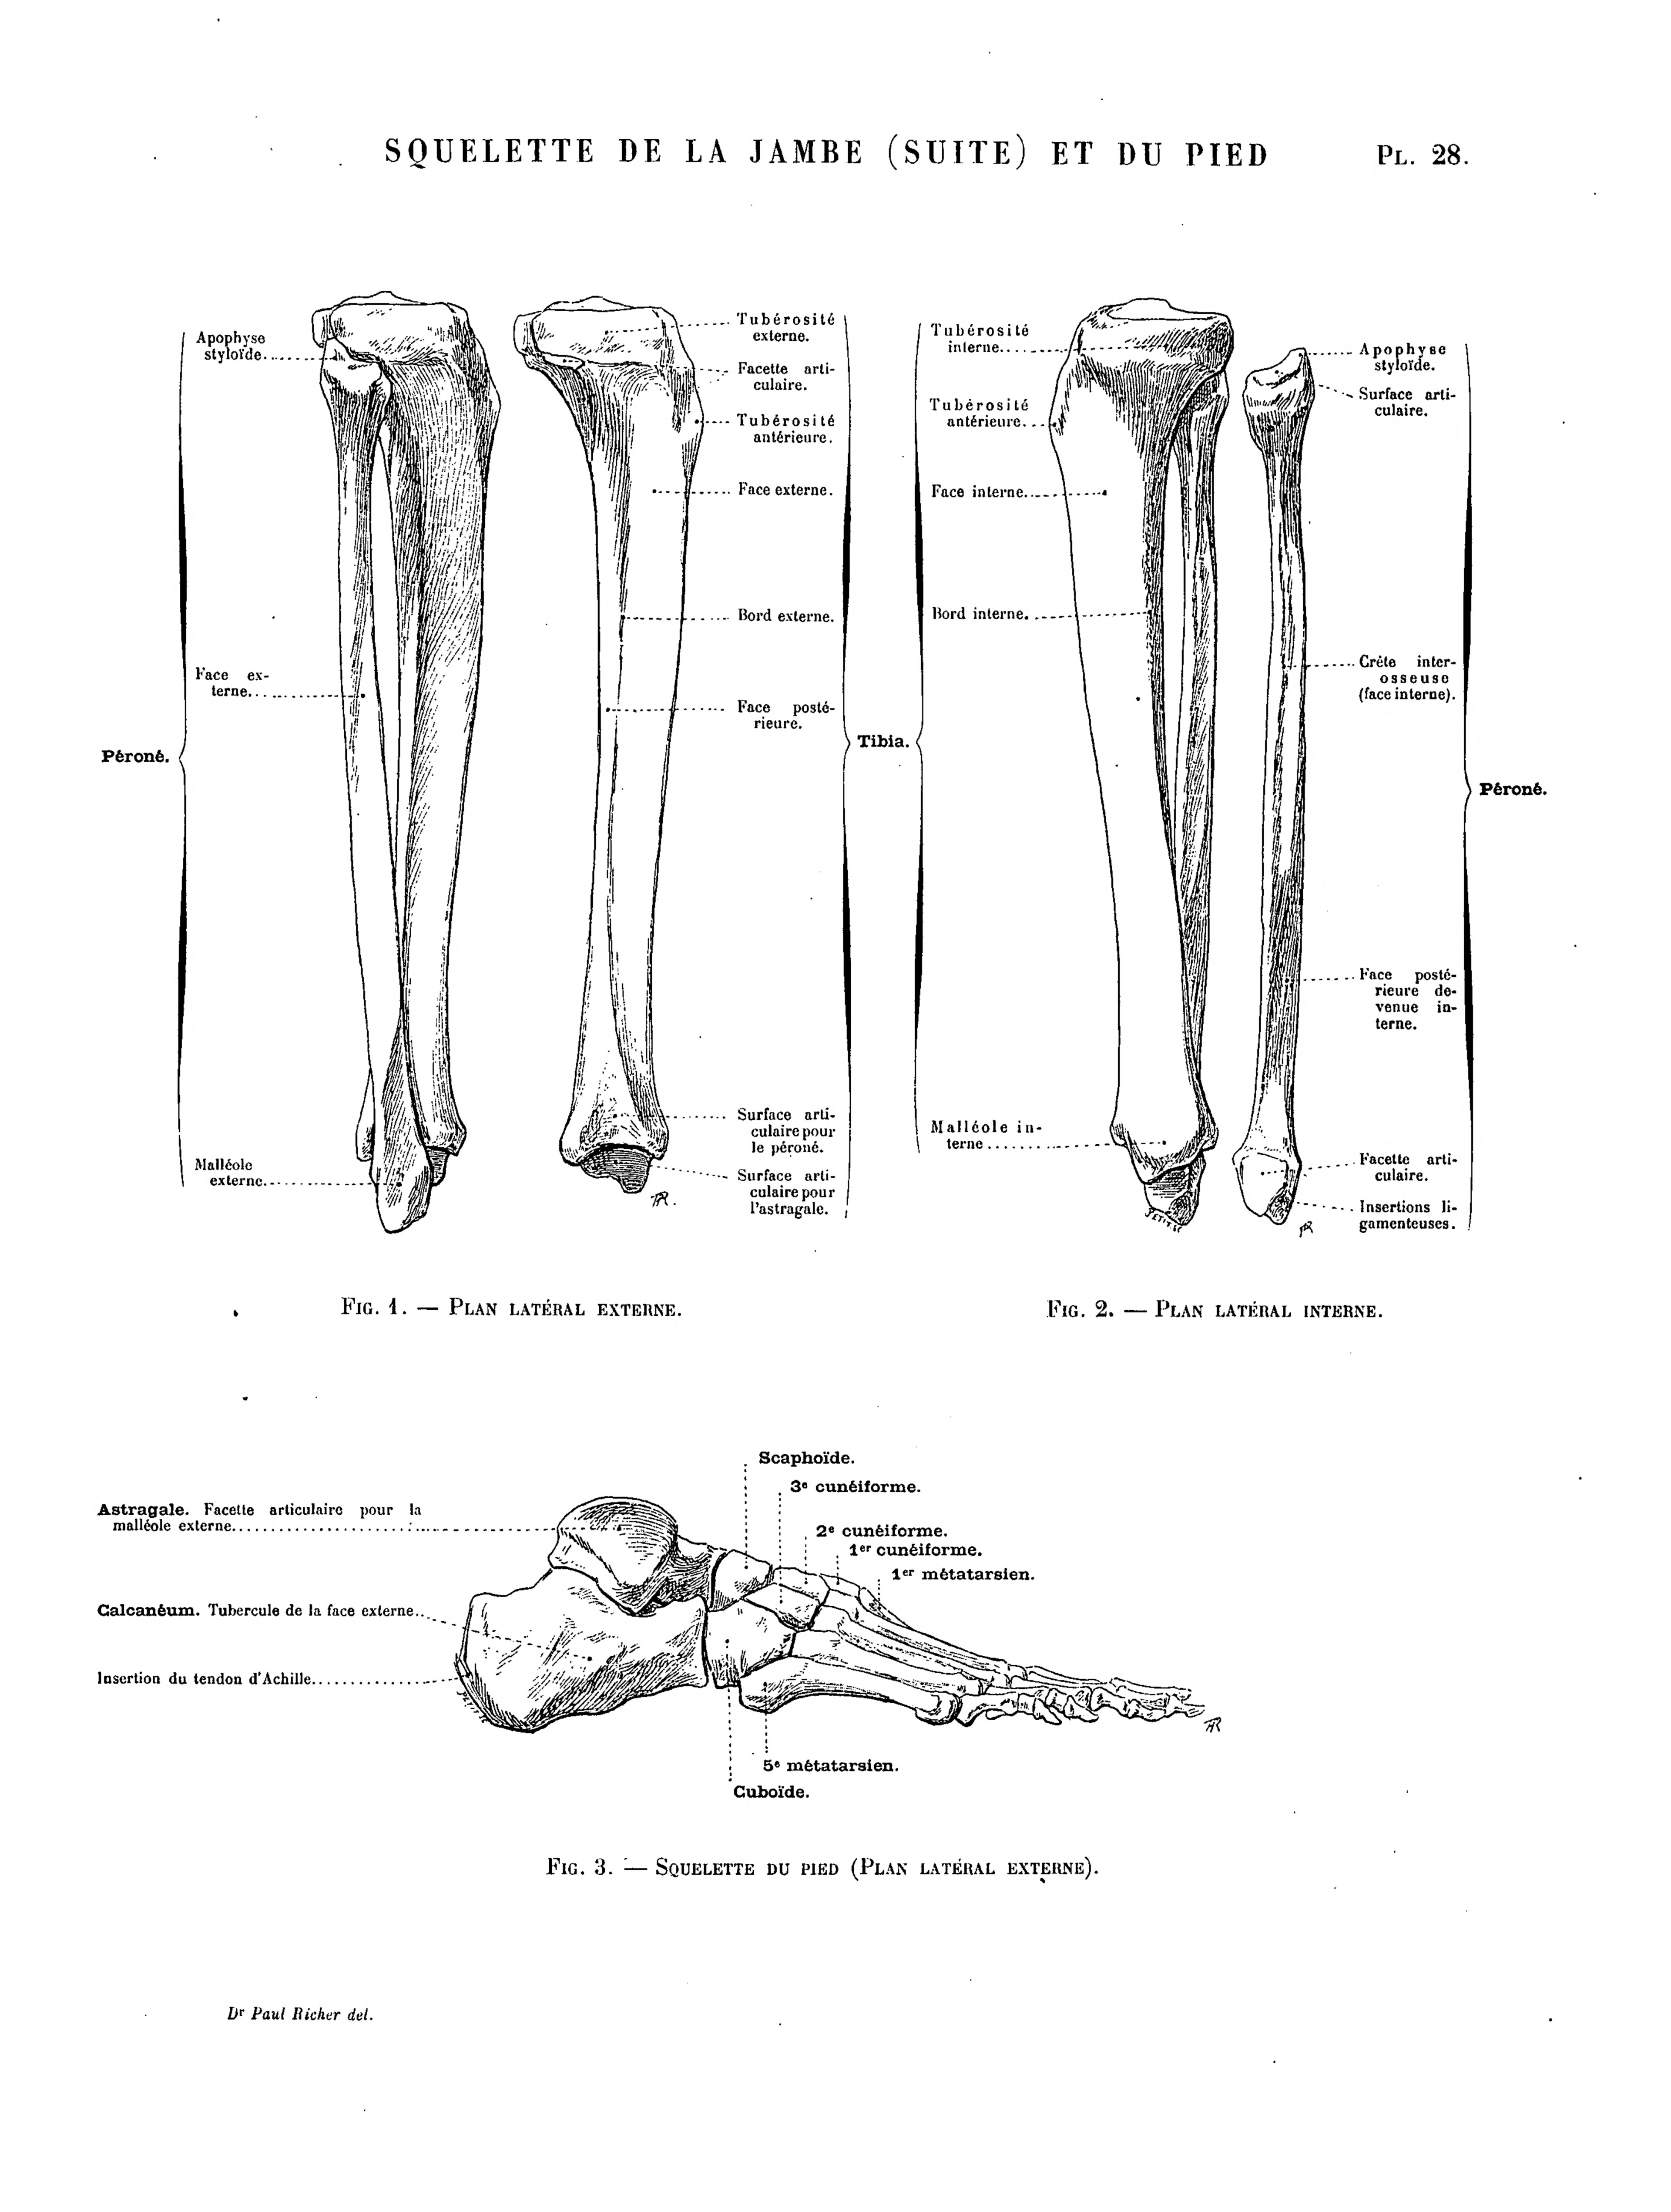 SQUELETTE DE LA JAMBE (SUITE) ET DU PIED
PL. 28.
Apophyse
styloïde.
Face ex-
terne.
Péroné.
Malléole
externe.
Tubérosité
externe.
Facette arti-
culaire.
Tubérosité
antérieure.
Face externe.
Bord externe.
Face posté-
rieure.
Surface arti-
culaire pour
le péroné.
Surface arti-
culaire pour
l'astragale.
Tibia.
Tubérosité
interne.
Tubérosité
antérieure.
Face interne.
Bord interne.
Malléole in-
terne
Apophyse
styloïde.
Surface arti-
culaire.
Crête inter-
osseuse
(face interne).
Face posté-
rieure de-
venue in-
terne.
Facette arti-
culaire.
Insertions li-
gamenteuses.
Péroné.
FIG. 1. — PLAN LATÉRAL EXTERNE.
FIG. 2. — PLAN LATÉRAL INTERNE.
Scaphoïde.
3e cunéiforme.
2e cunéiforme.
1er cunéiforme.
1er métatarsien.
Astragale. Facette articulaire pour la
malléole externe.
Calcanéum. Tubercule de la face externe.
Insertion du tendon d'Achille.
5e métatarsien.
Cuboïde.
FIG. 3. — SQUELETTE DU PIED (PLAN LATÉRAL EXTERNE).
Dr Paul Richer del.